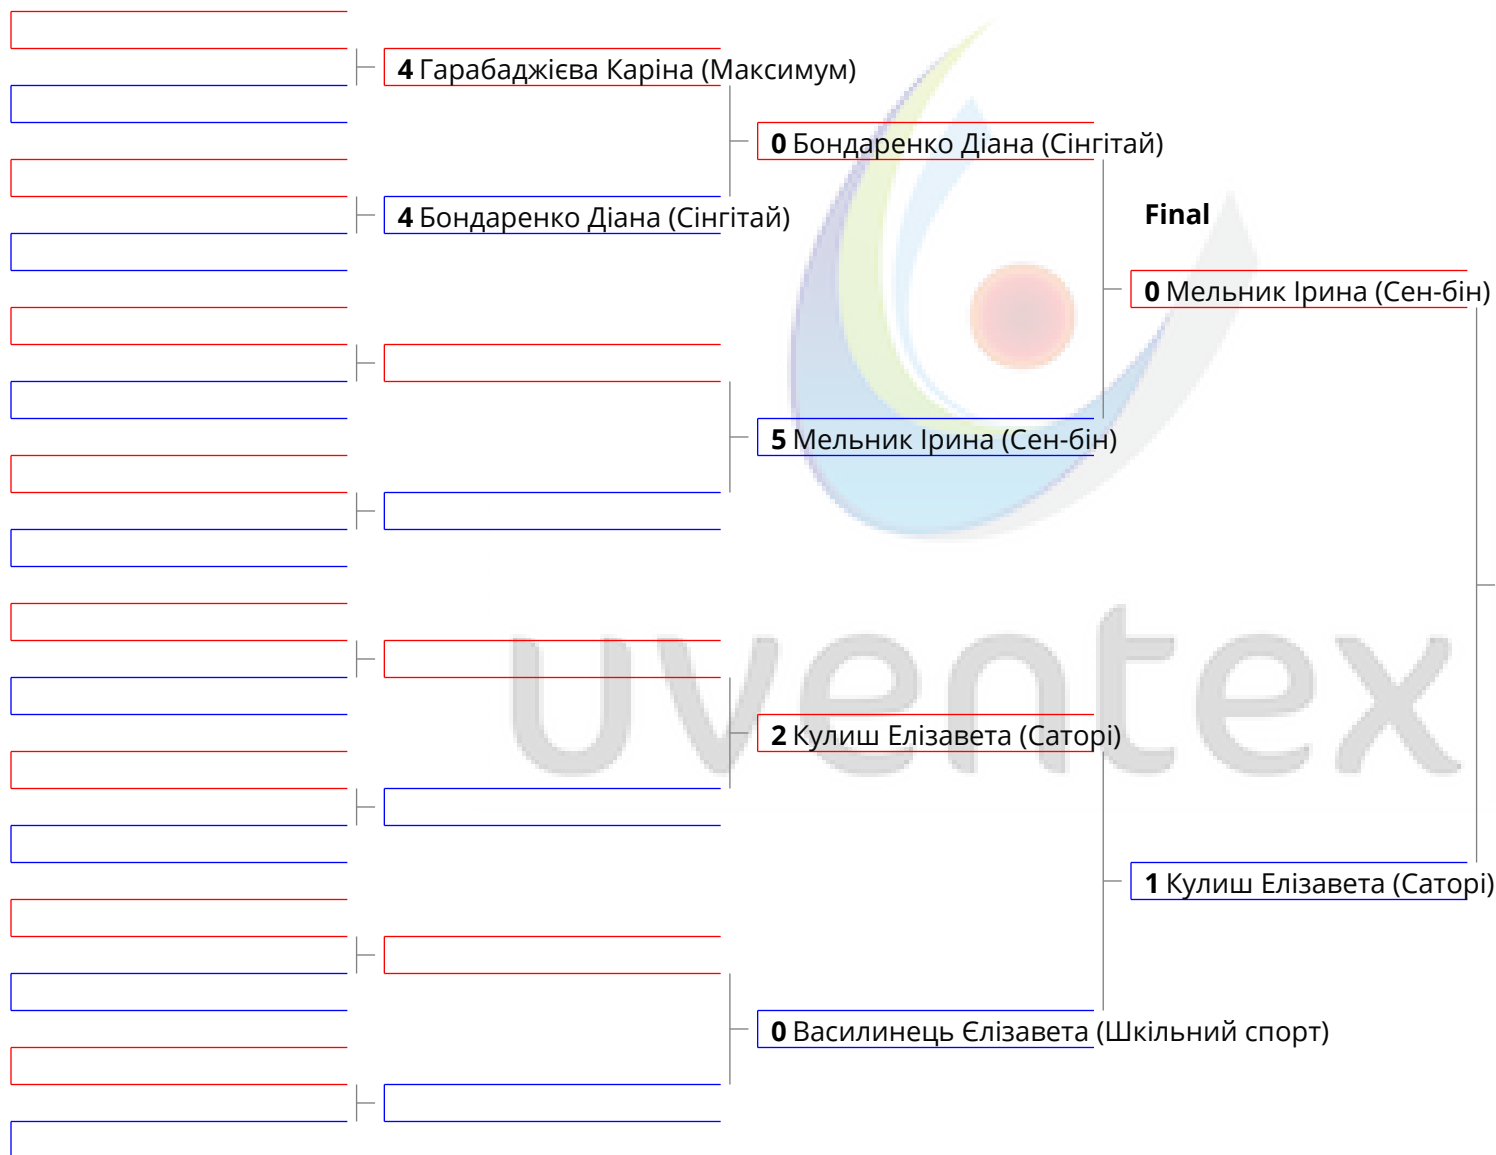 4 Гарабаджієва Каріна (Максимум)
0 Бондаренко Діана (Сінгітай)
4 Бондаренко Діана (Сінгітай)
Final
0 Мельник Ірина (Сен-бін)
5 Мельник Ірина (Сен-бін)
uventex
2 Кулиш Елізавета (Саторі)
1 Кулиш Елізавета (Саторі)
0 Василинець Єлізавета (Шкільний спорт)